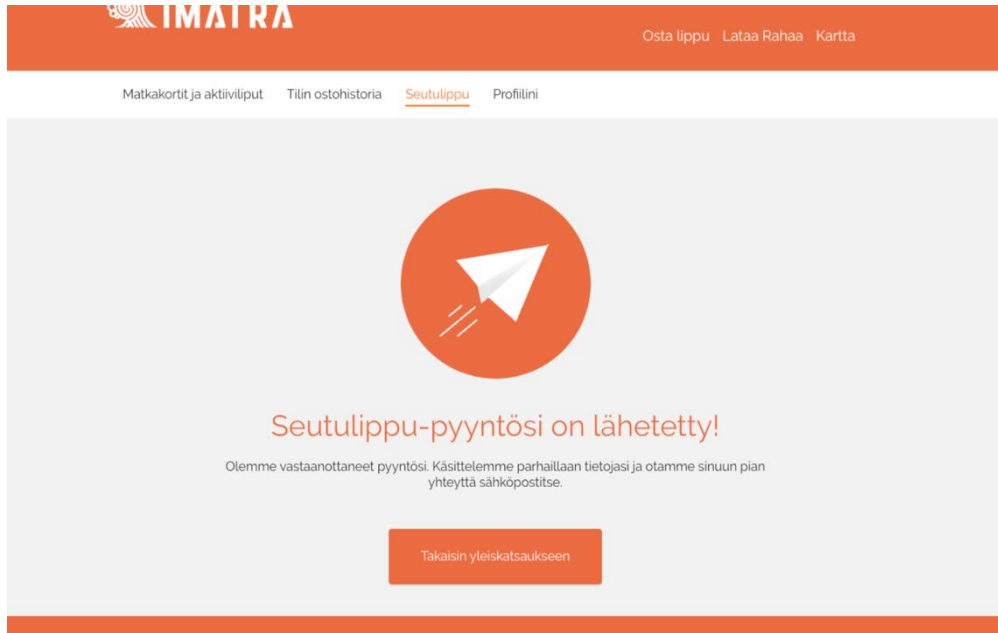 IMATRA
Osta lippu Lataa Rahaa Kartta
Matkakortit ja aktiiviliput Tilin ostohistoria Seutulippu Profiilini
Seutulippu-pyyntösi on lähetetty!
Olemme vastaanottaneet pyyntösi. Käsittelemme parhaillaan tietojasi ja otamme sinuun pian
yhteyttä sähköpostitse.
Takaisin yleiskatsaukseen